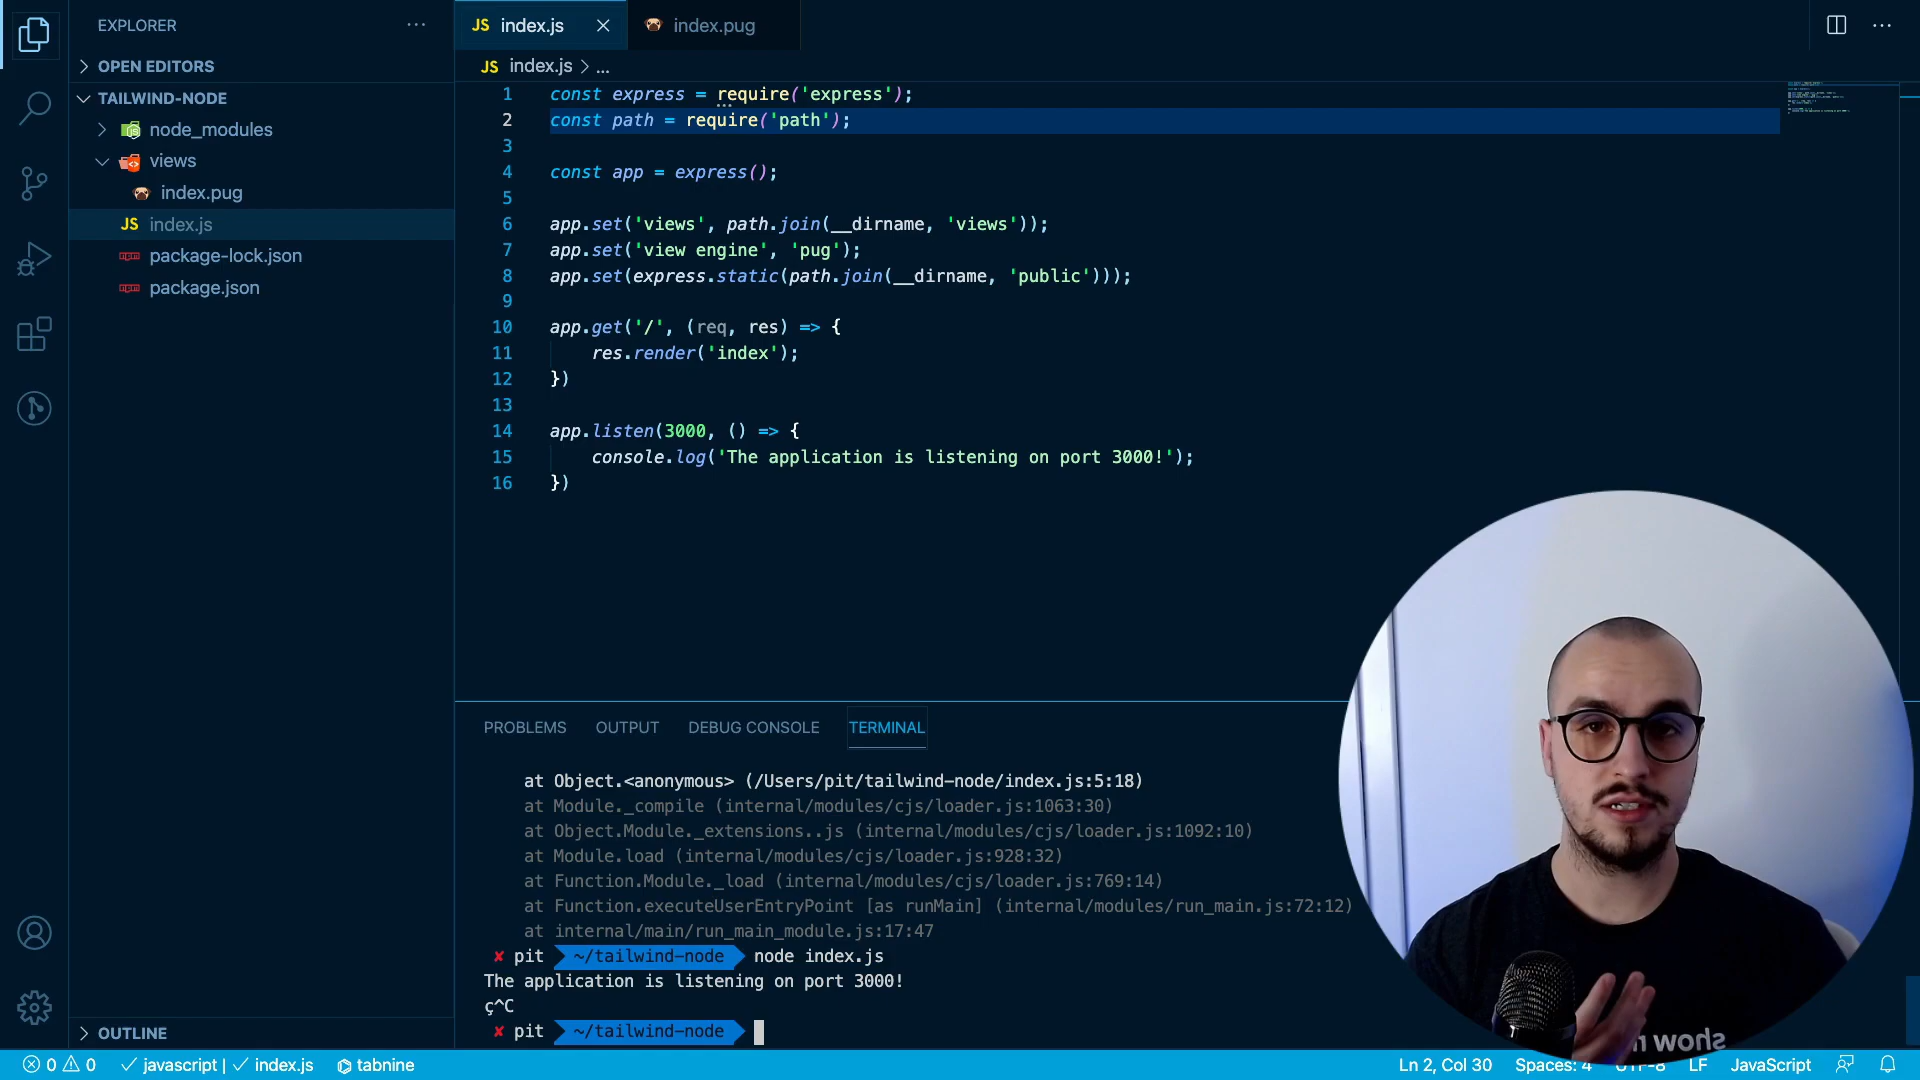 EXPLORER
OPEN EDITORS
TAILWIND-NODE
node_modules
views
index.pug
JS index.js
package-lock.json
package.json
OUTLINE
JS index.js
index.pug
JS index.js > ...
1 const express = require('express');
2 const path = require('path');
3
4 const app = express();
5
6 app.set('views', path.join(__dirname, 'views'));
7 app.set('view engine', 'pug');
8 app.set(express.static(path.join(__dirname, 'public')));
9
10 app.get('/', (req, res) => {
11 res.render('index');
12 })
13
14 app.listen(3000, () => {
15 console.log('The application is listening on port 3000!');
16 })
PROBLEMS OUTPUT DEBUG CONSOLE TERMINAL
at Object.<anonymous> (/Users/pit/tailwind-node/index.js:5:18)
at Module._compile (internal/modules/cjs/loader.js:1063:30)
at Object.Module._extensions..js (internal/modules/cjs/loader.js:1092:10)
at Module.load (internal/modules/cjs/loader.js:928:32)
at Function.Module._load (internal/modules/cjs/loader.js:769:14)
at Function.executeUserEntryPoint [as runMain] (internal/modules/run_main.js:72:12)
at internal/main/run_main_module.js:17:47
✘ pit ~/tailwind-node node index.js
The application is listening on port 3000!
ç^C
✘ pit ~/tailwind-node
show
0 0 javascript | index.js tabnine
Ln 2, Col 30 Spaces: 4 UTF-8 LF JavaScript